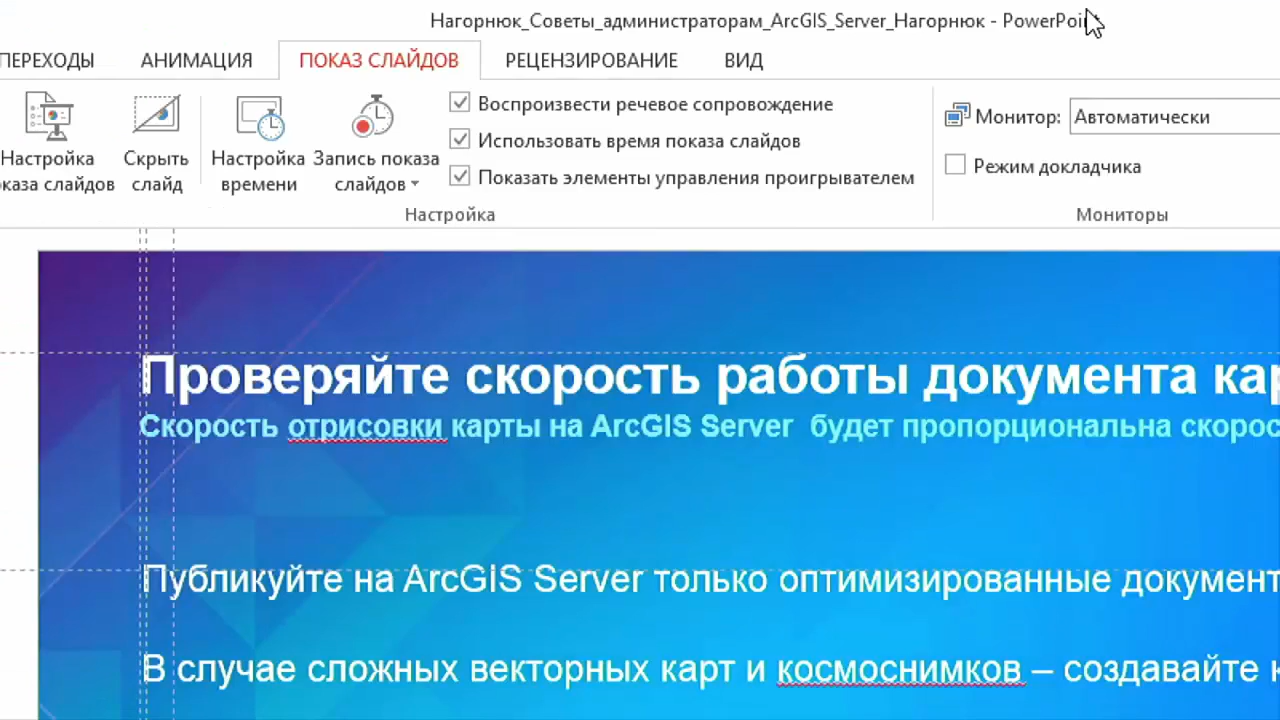 Нагорнюк_Советы_администраторам_ArcGIS_Server_Нагорнюк - PowerPoint
ПЕРЕХОДЫ АНИМАЦИЯ ПОКАЗ СЛАЙДОВ РЕЦЕНЗИРОВАНИЕ ВИД
Настройка
каза слайдов
Скрыть
слайд
Настройка
времени
Запись показа
слайдов
Воспроизвести речевое сопровождение
Использовать время показа слайдов
Показать элементы управления проигрывателем
Настройка
Монитор: Автоматически
Режим докладчика
Мониторы
Проверяйте скорость работы документа кар
Скорость отрисовки карты на ArcGIS Server будет пропорциональна скорос
Публикуйте на ArcGIS Server только оптимизированные документ
В случае сложных векторных карт и космоснимков – создавайте к